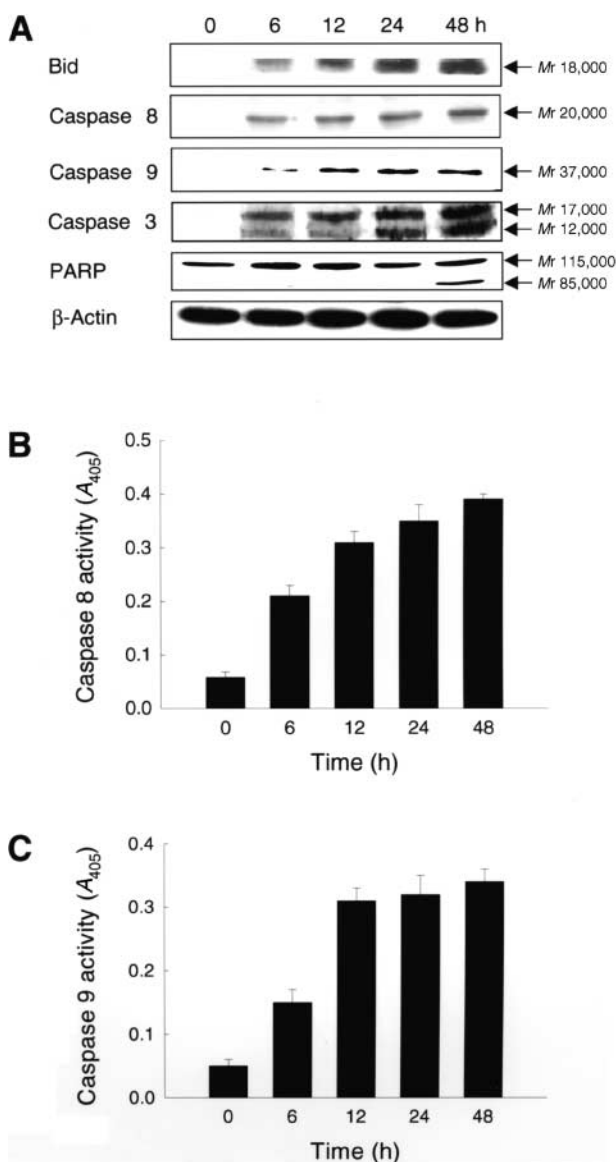 A
0 6 12 24 48 h
Bid Mr 18,000
Caspase 8 Mr 20,000
Caspase 9 Mr 37,000
Caspase 3 Mr 17,000
Mr 12,000
PARP Mr 115,000
Mr 85,000
β-Actin
B
Caspase 8 activity (A405)
0.5
0.4
0.3
0.2
0.1
0.0
0 6 12 24 48
Time (h)
C
Caspase 9 activity (A405)
0.4
0.3
0.2
0.1
0.0
0 6 12 24 48
Time (h)